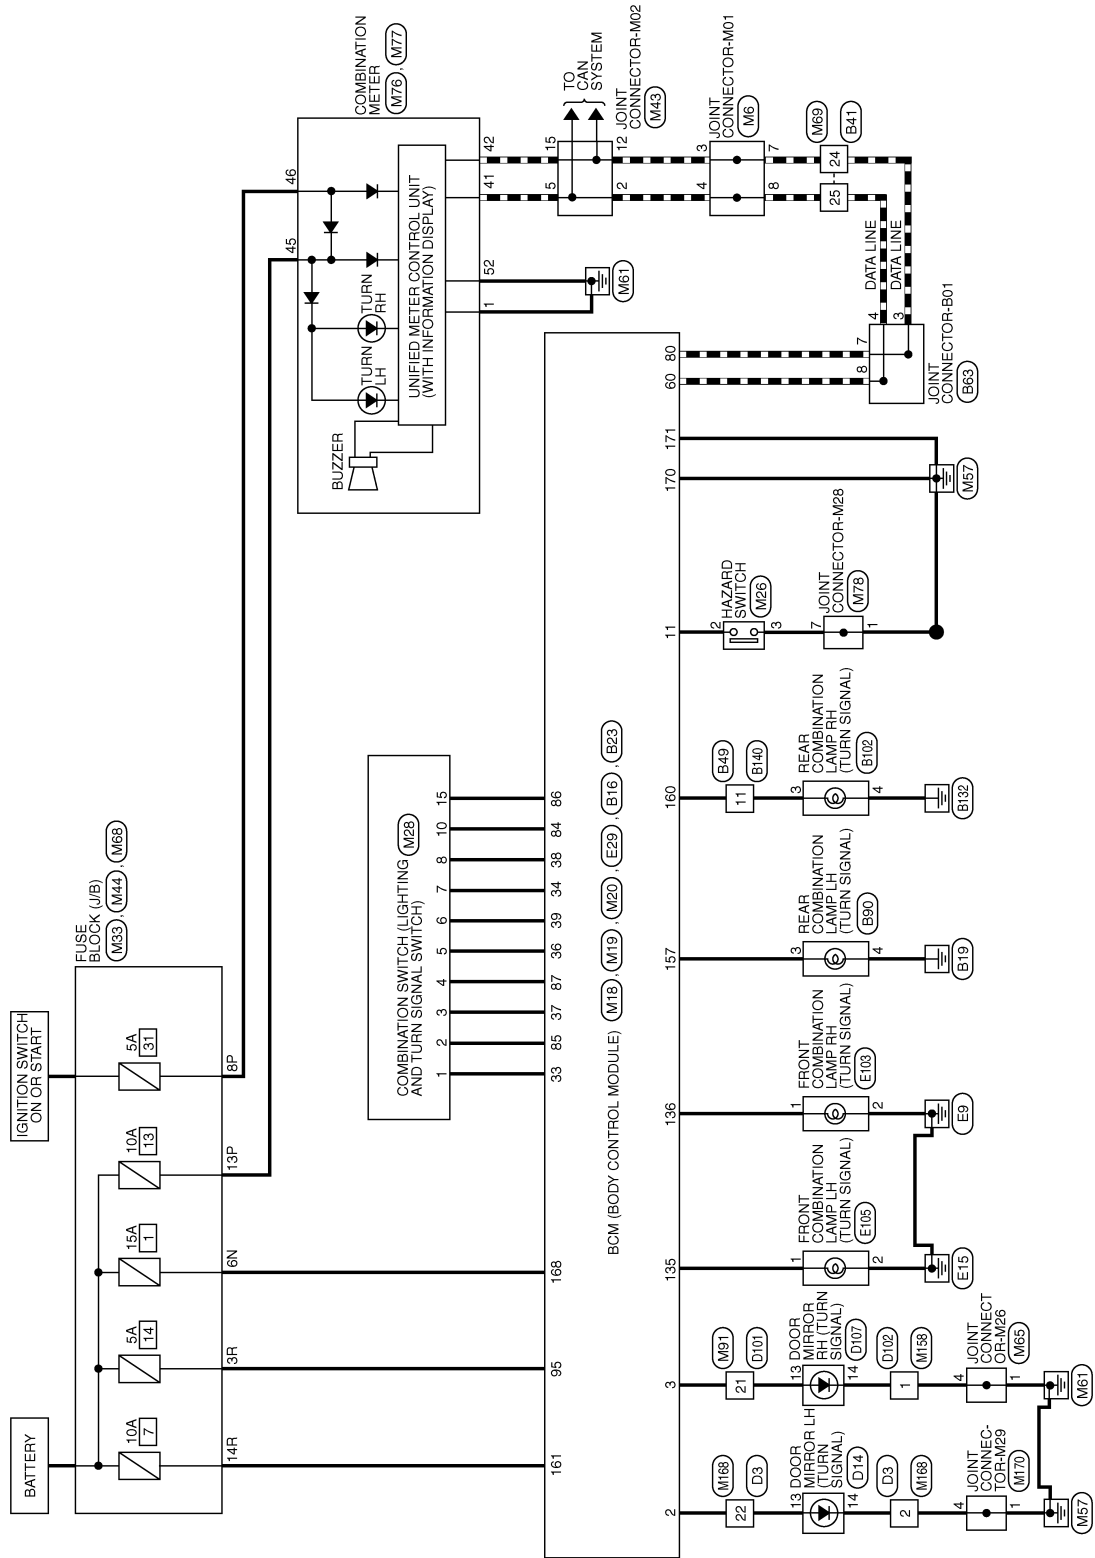 BATTERY
IGNITION SWITCH
ON OR START
FUSE
BLOCK (J/B)
M33, M44, M68
10A
7
5A
14
15A
1
10A
13
5A
31
14R
3R
6N
13P
8P
161
95
168
COMBINATION SWITCH (LIGHTING
AND TURN SIGNAL SWITCH)
M28
1
2
3
4
5
6
7
8
10
15
33
85
37
87
36
39
34
38
84
86
COMBINATION
METER
M76, M77
45
46
BUZZER
TURN
LH
TURN
RH
UNIFIED METER CONTROL UNIT
(WITH INFORMATION DISPLAY)
1
52
41
42
M61
5
15
TO
CAN
SYSTEM
2
12
JOINT
CONNECTOR-M02
M43
4
3
JOINT
CONNECTOR-M01
M6
8
7
25
24
M69
B41
DATA LINE
DATA LINE
4
3
8
7
JOINT
CONNECTOR-B01
B63
BCM (BODY CONTROL MODULE)
M18, M19, M20, E29, B16, B23
2
3
135
136
157
160
11
170
171
60
80
22
M168
D3
13
DOOR
MIRROR LH
(TURN
SIGNAL)
D14
14
2
D3
M168
4
JOINT
CONNEC-
TOR-M29
M170
1
M57
21
M91
D101
13
DOOR
MIRROR
RH (TURN
SIGNAL)
D107
14
1
D102
M158
4
JOINT
CONNECT
OR-M26
M65
1
M61
1
FRONT
COMBINATION
LAMP LH
(TURN SIGNAL)
E105
2
E15
1
FRONT
COMBINATION
LAMP RH
(TURN SIGNAL)
E103
2
E9
3
REAR
COMBINATION
LAMP LH
(TURN SIGNAL)
B90
4
B19
11
B49
B140
3
REAR
COMBINATION
LAMP RH
(TURN SIGNAL)
B102
4
B132
2
HAZARD
SWITCH
M26
3
7
JOINT
CONNECTOR-M28
M78
1
M57